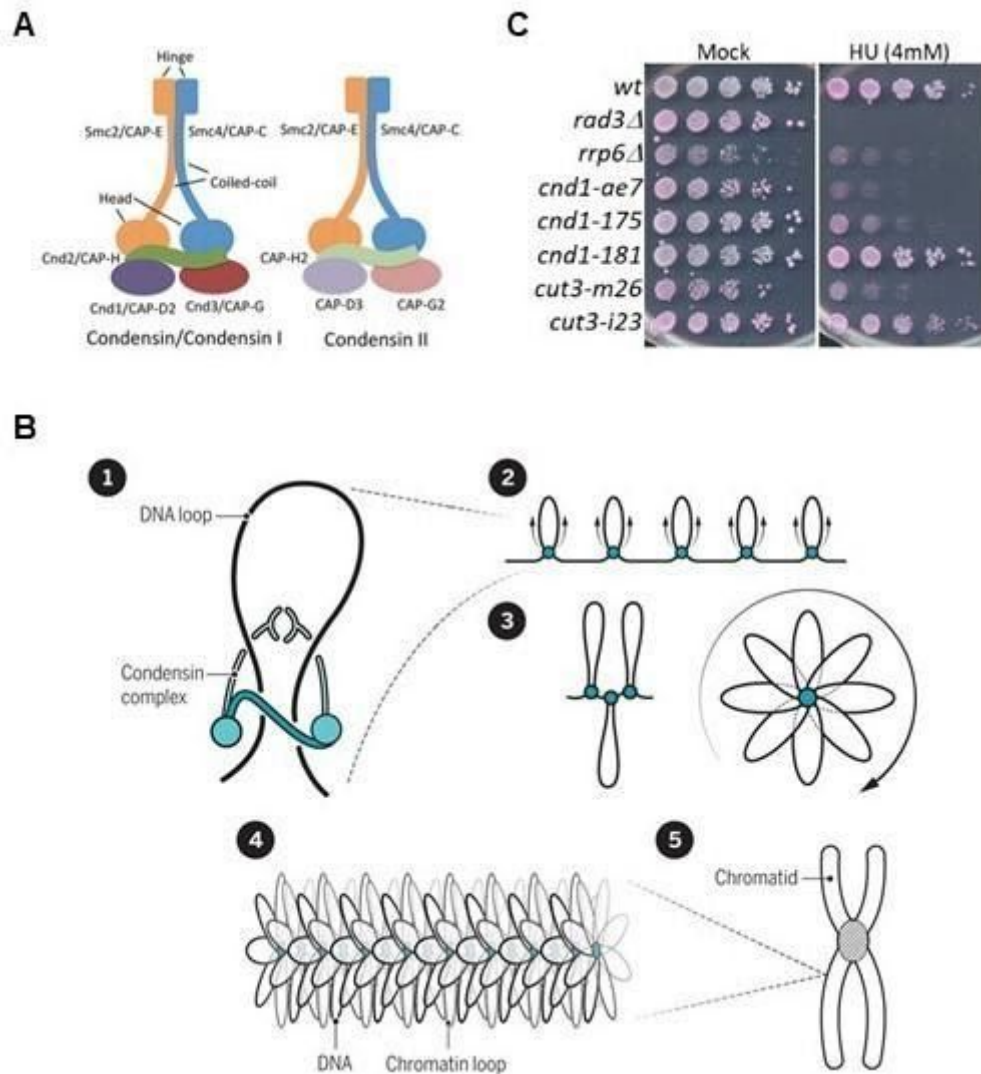 A
Hinge
Smc2/CAP-E
Smc4/CAP-C
Smc2/CAP-E
Smc4/CAP-C
Coiled-coil
Head
Cnd2/CAP-H
CAP-H2
Cnd1/CAP-D2
Cnd3/CAP-G
CAP-D3
CAP-G2
Condensin/Condensin I
Condensin II
C
Mock
HU (4mM)
wt
rad3Δ
rrp6Δ
cnd1-ae7
cnd1-175
cnd1-181
cut3-m26
cut3-i23
B
1
DNA loop
Condensin
complex
2
3
4
DNA
Chromatin loop
5
Chromatid